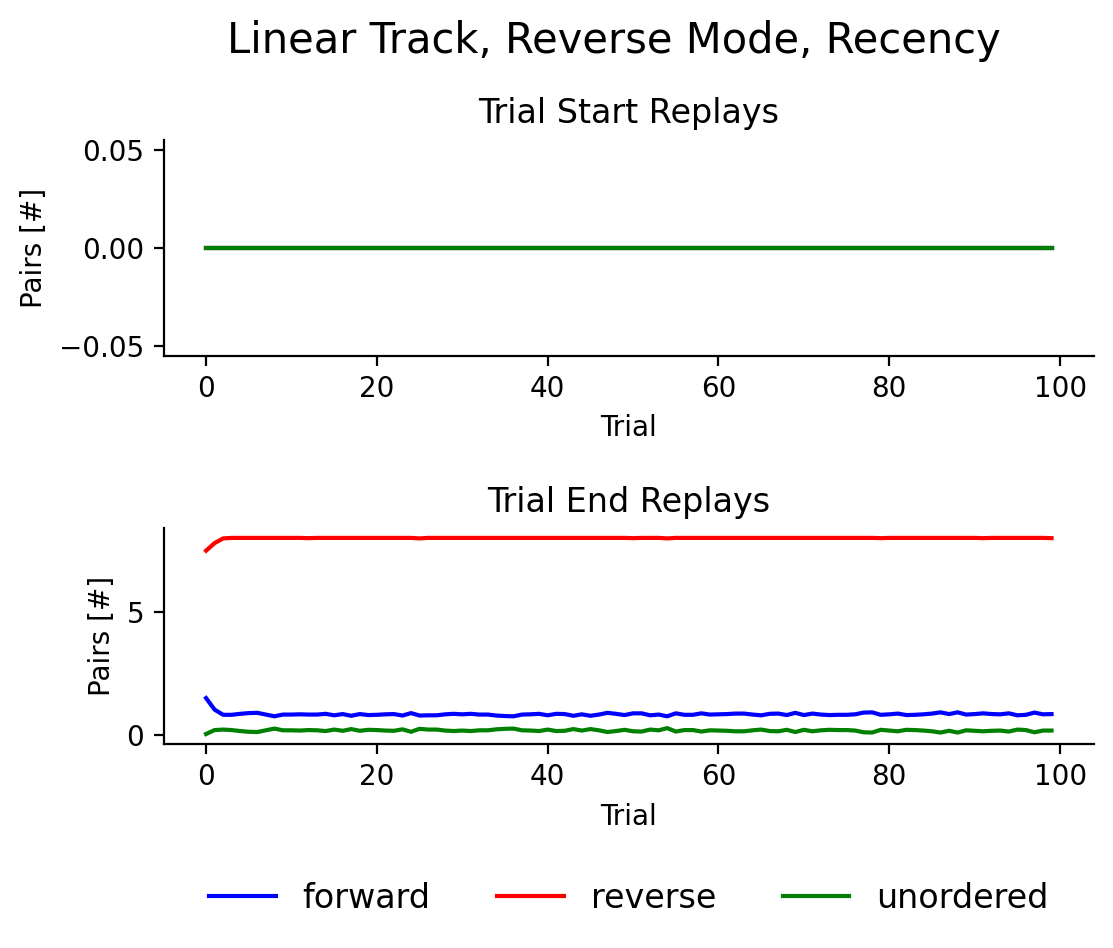 Linear Track, Reverse Mode, Recency
Trial Start Replays
Pairs [#]
0.05
0.00
−0.05
0 20 40 60 80 100
Trial
Trial End Replays
Pairs [#]
5
0
0 20 40 60 80 100
Trial
forward reverse unordered